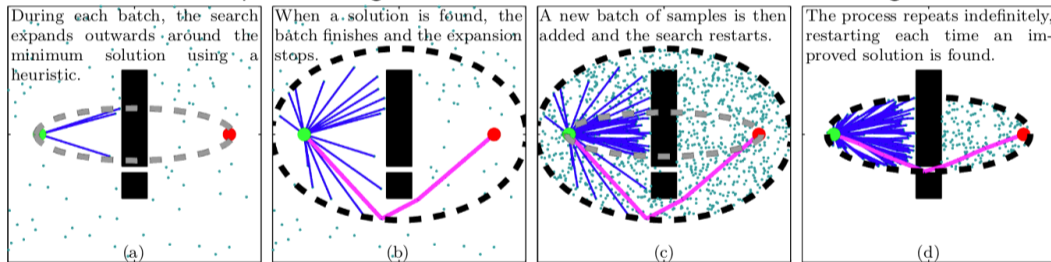 During each batch, the search
expands outwards around the
minimum solution using a
heuristic.
(a)
When a solution is found, the
batch finishes and the expansion
stops.
(b)
A new batch of samples is then
added and the search restarts.
(c)
The process repeats indefinitely,
restarting each time an im-
proved solution is found.
(d)